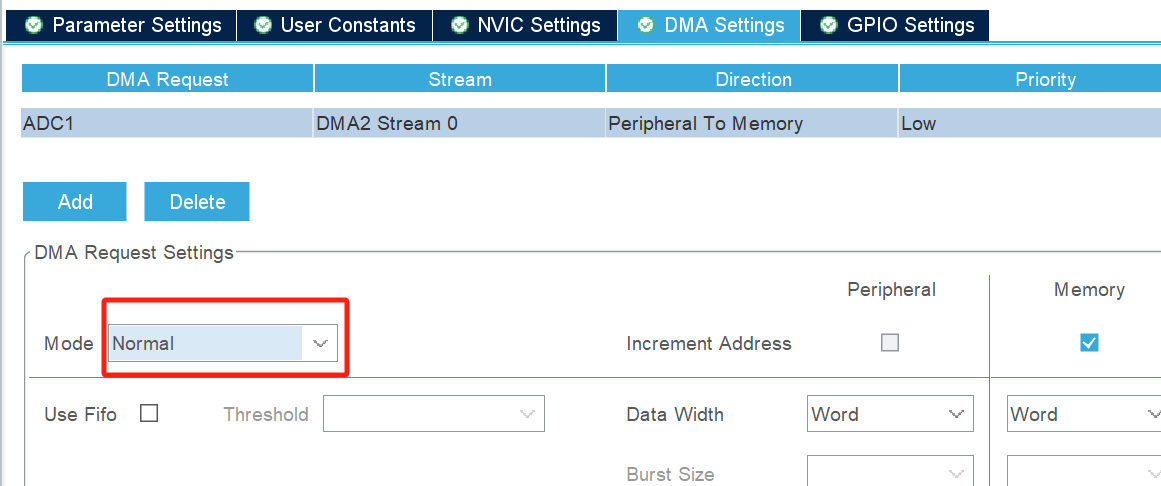 Parameter Settings User Constants NVIC Settings DMA Settings GPIO Settings
DMA Request Stream Direction Priority
ADC1 DMA2 Stream 0 Peripheral To Memory Low
Add Delete
DMA Request Settings
Peripheral Memory
Mode Normal Increment Address
Use Fifo Threshold Data Width Word Word
Burst Size